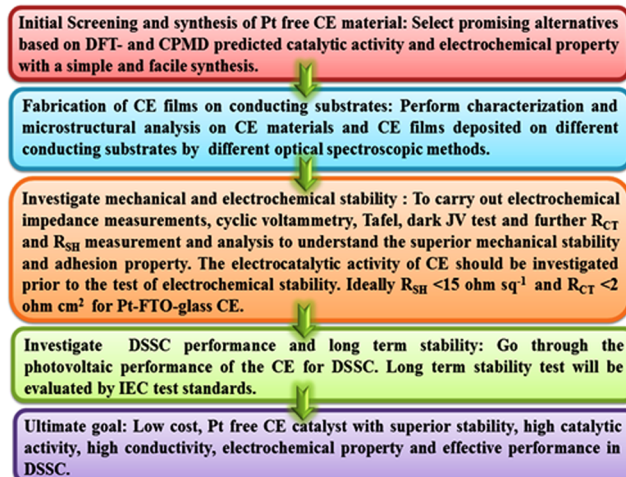 Initial Screening and synthesis of Pt free CE material: Select promising alternatives
based on DFT- and CPMD predicted catalytic activity and electrochemical property
with a simple and facile synthesis.
Fabrication of CE films on conducting substrates: Perform characterization and
microstructural analysis on CE materials and CE films deposited on different
conducting substrates by different optical spectroscopic methods.
Investigate mechanical and electrochemical stability : To carry out electrochemical
impedance measurements, cyclic voltammetry, Tafel, dark JV test and further R_CT
and R_SH measurement and analysis to understand the superior mechanical stability
and adhesion property. The electrocatalytic activity of CE should be investigated
prior to the test of electrochemical stability. Ideally R_SH <15 ohm sq⁻¹ and R_CT <2
ohm cm² for Pt-FTO-glass CE.
Investigate DSSC performance and long term stability: Go through the
photovoltaic performance of the CE for DSSC. Long term stability test will be
evaluated by IEC test standards.
Ultimate goal: Low cost, Pt free CE catalyst with superior stability, high catalytic
activity, high conductivity, electrochemical property and effective performance in
DSSC.